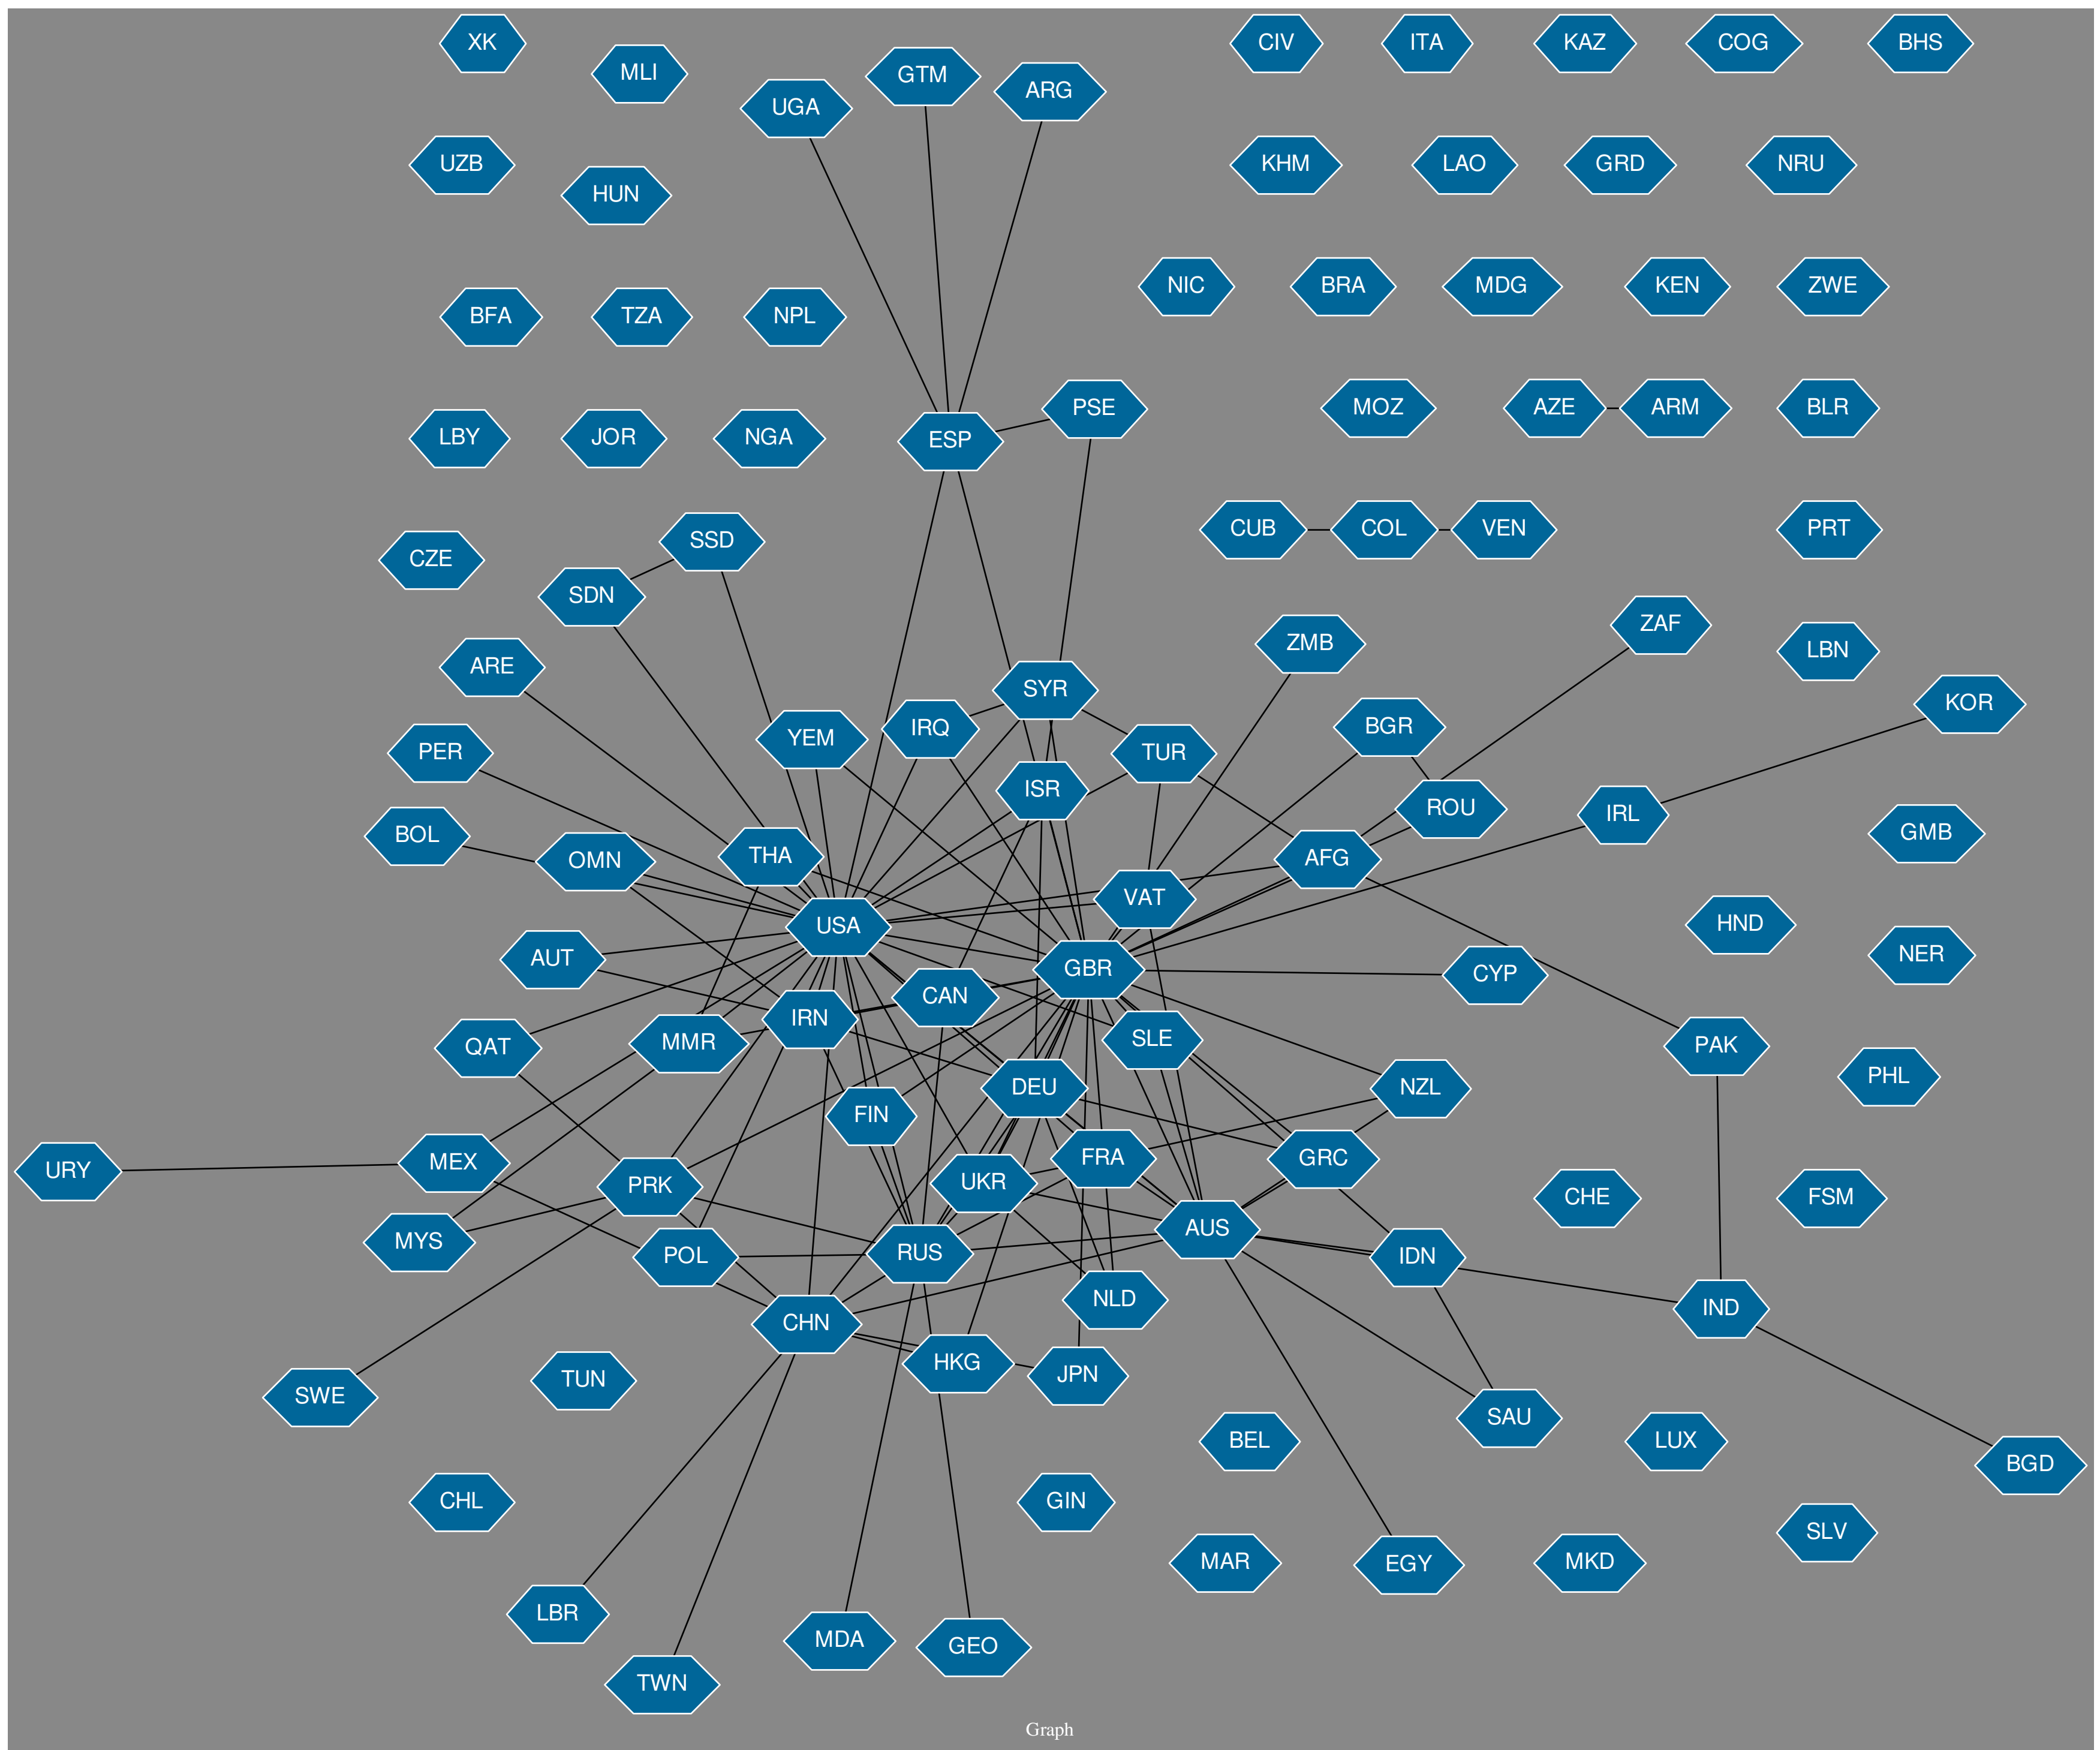 XK
CIV
ITA
KAZ
COG
BHS
MLI
GTM
ARG
UGA
UZB
KHM
LAO
GRD
NRU
HUN
NIC
BRA
MDG
KEN
ZWE
BFA
TZA
NPL
PSE
MOZ
AZE
ARM
BLR
LBY
JOR
NGA
ESP
CUB
COL
VEN
PRT
SSD
CZE
SDN
ZAF
ZMB
LBN
ARE
SYR
KOR
IRQ
BGR
YEM
PER
TUR
ISR
ROU
IRL
BOL
GMB
THA
OMN
AFG
VAT
USA
HND
AUT
NER
GBR
CYP
CAN
IRN
SLE
MMR
QAT
PAK
PHL
DEU
NZL
FIN
FRA
GRC
MEX
URY
UKR
PRK
CHE
FSM
AUS
MYS
RUS
POL
IDN
NLD
IND
CHN
HKG
JPN
TUN
SWE
SAU
BEL
LUX
BGD
CHL
GIN
SLV
MAR
EGY
MKD
LBR
MDA
GEO
TWN
Graph